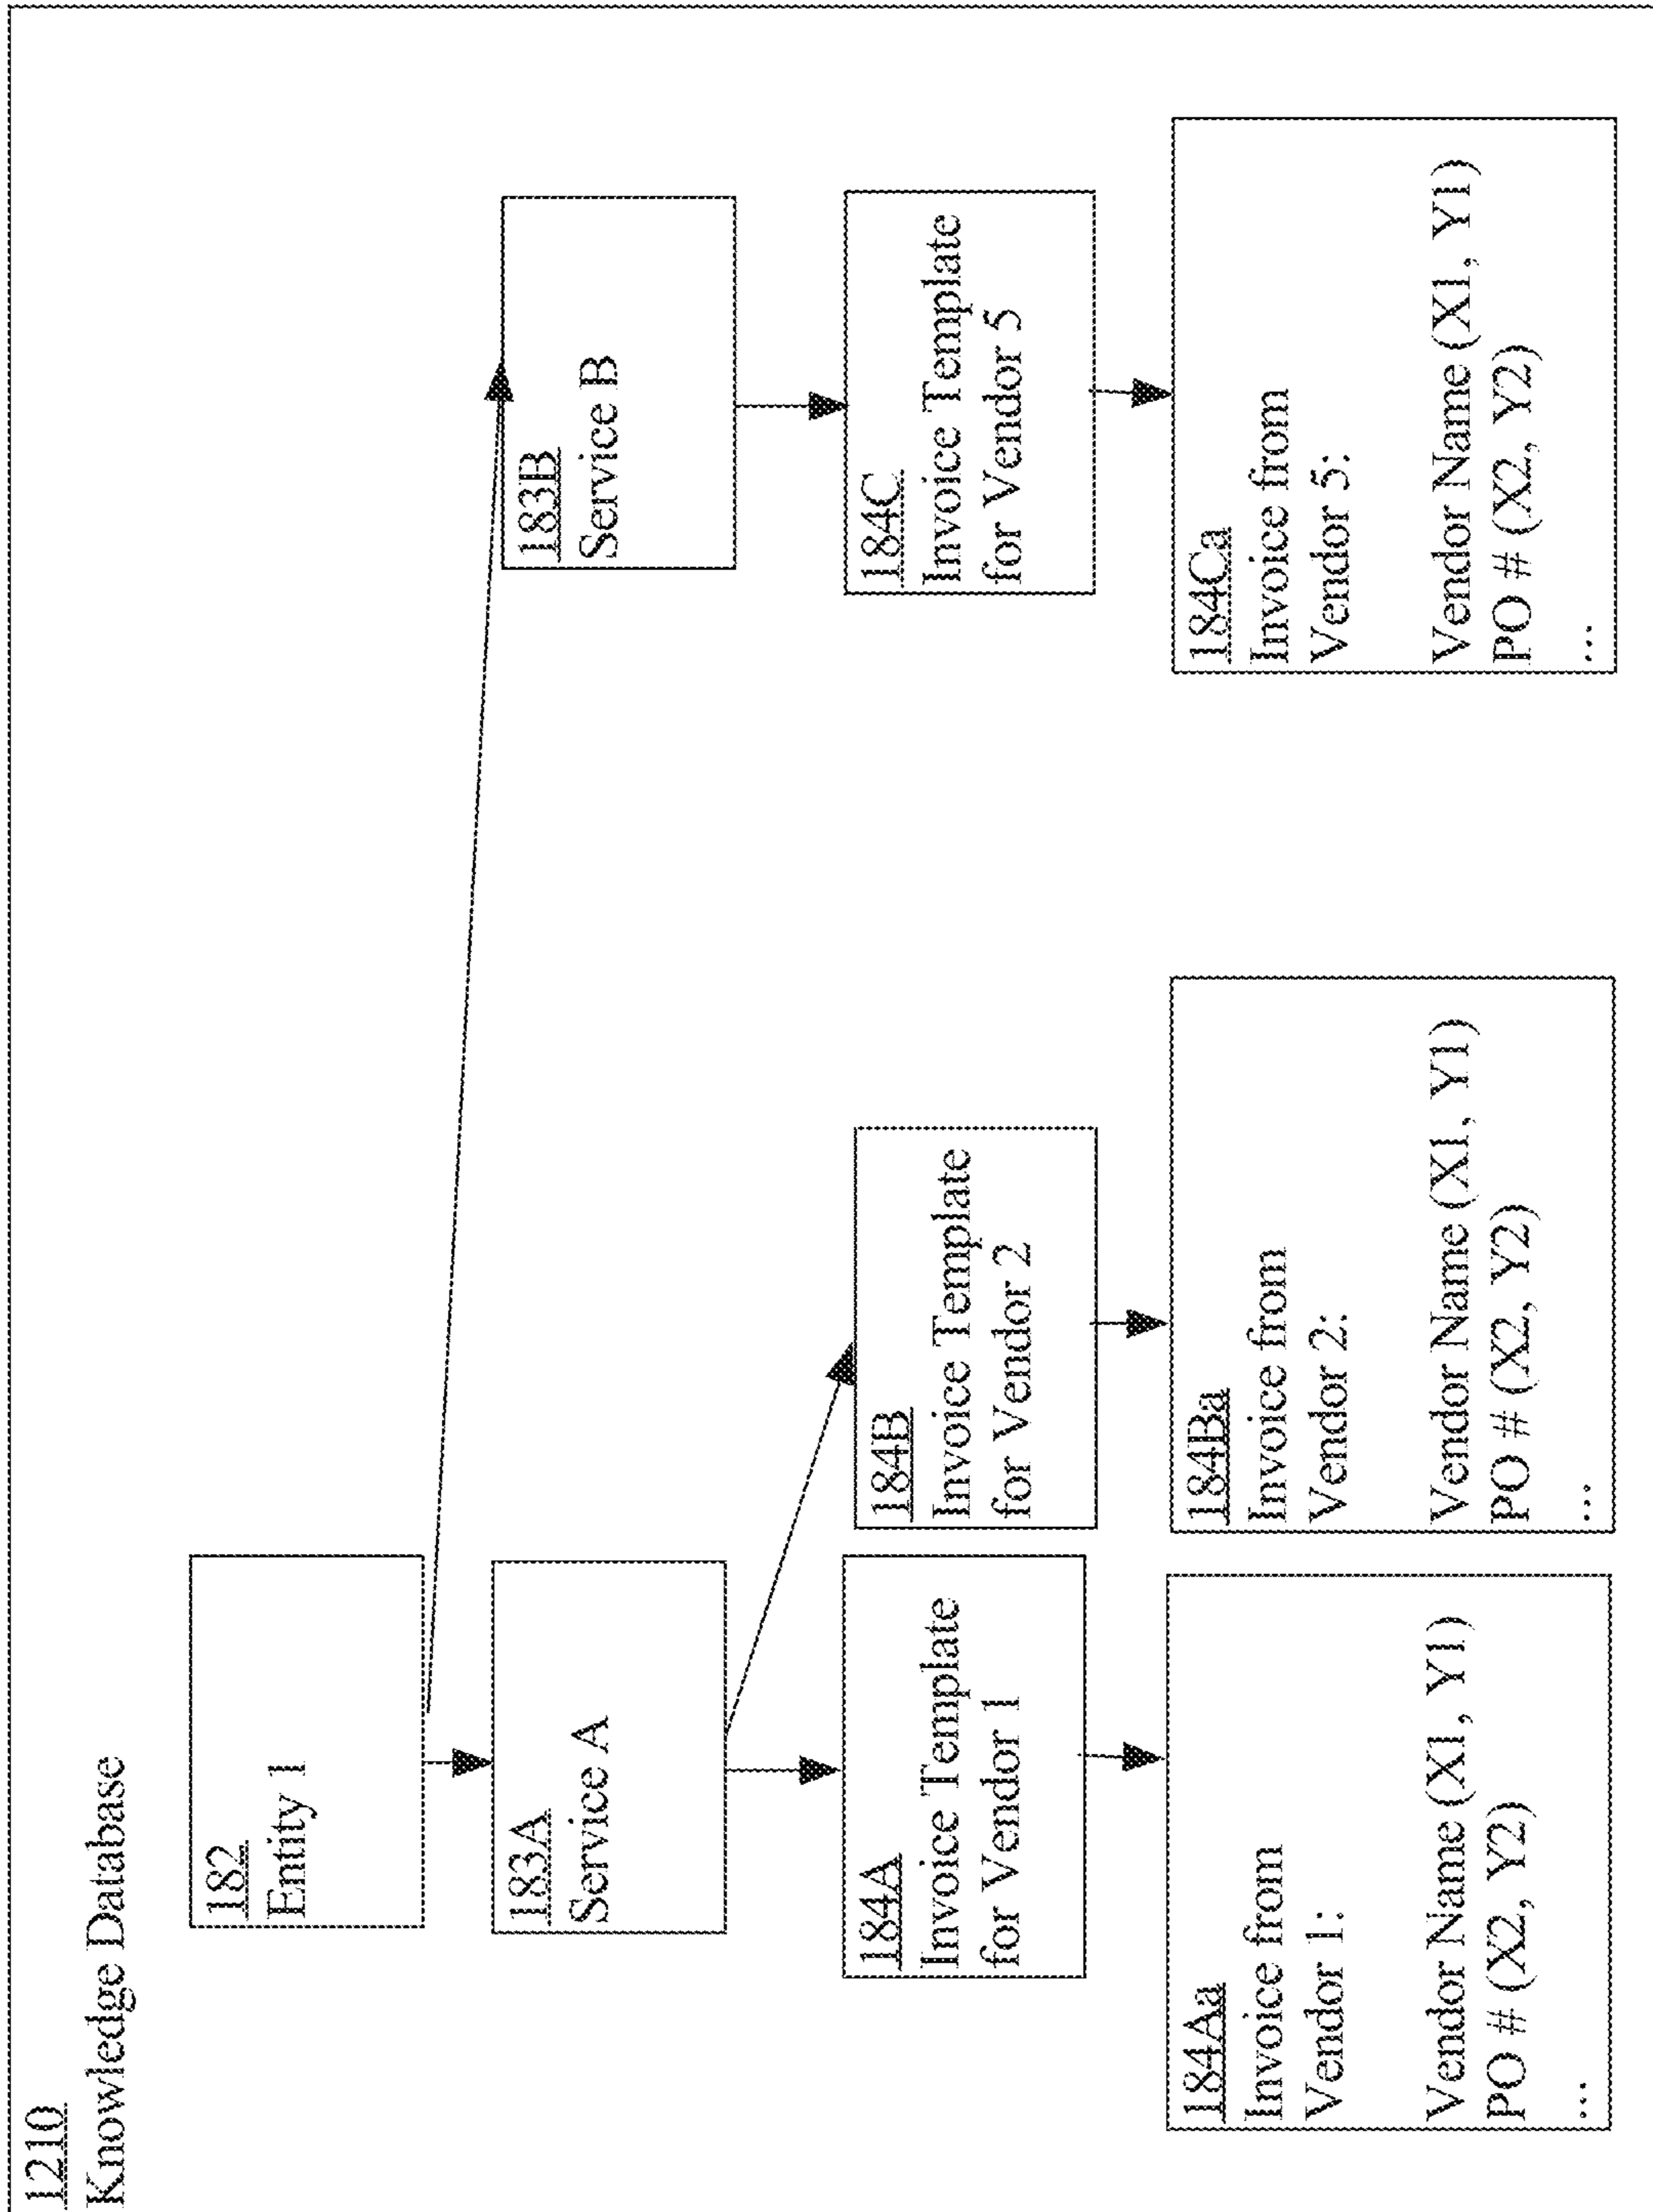 1210
Knowledge Database
182
Entity 1
183A
Service A
183B
Service B
184A
Invoice Template
for Vendor 1
184B
Invoice Template
for Vendor 2
184C
Invoice Template
for Vendor 5
184Aa
Invoice from
Vendor 1:
Vendor Name (X1, Y1)
PO # (X2, Y2)
...
184Ba
Invoice from
Vendor 2:
Vendor Name (X1, Y1)
PO # (X2, Y2)
...
184Ca
Invoice from
Vendor 5:
Vendor Name (X1, Y1)
PO # (X2, Y2)
...